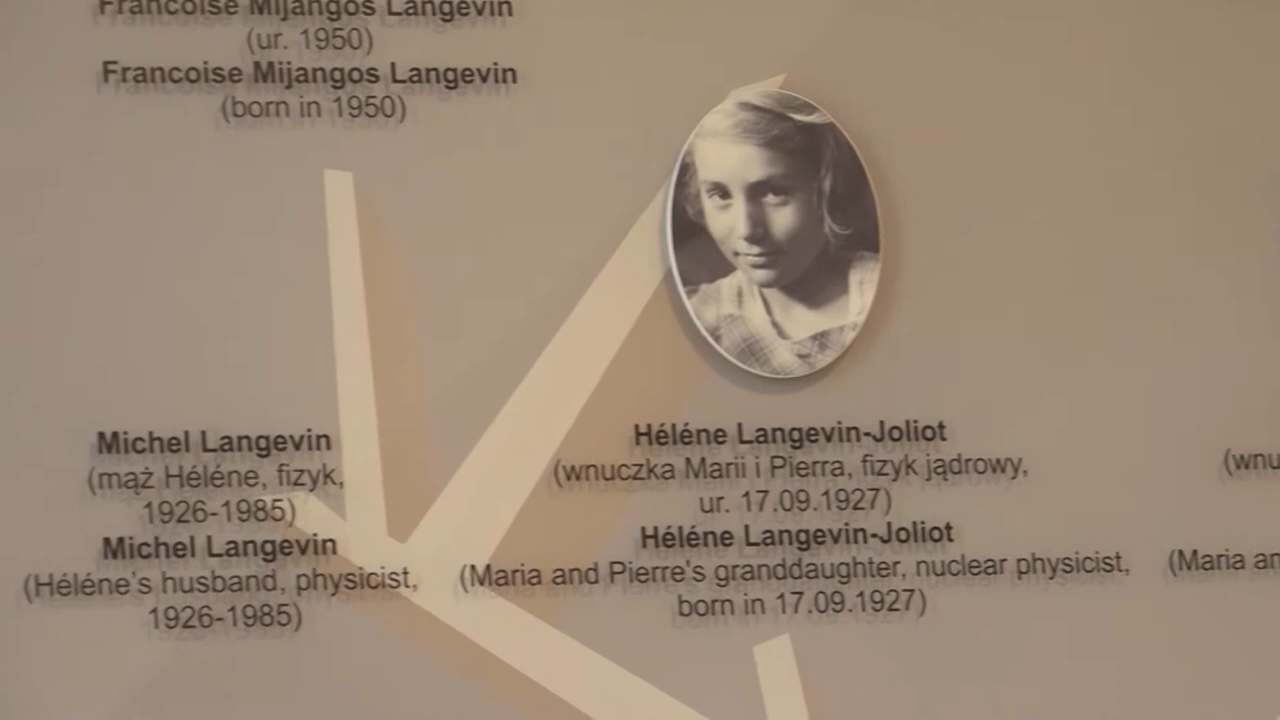 Francoise Mijangos Langevin
(ur. 1950)
Francoise Mijangos Langevin
(born in 1950)
Michel Langevin
(mąż Héléne, fizyk,
1926-1985)
Michel Langevin
(Héléne's husband, physicist,
1926-1985)
Héléne Langevin-Joliot
(wnuczka Marii i Pierra, fizyk jądrowy,
ur. 17.09.1927)
Héléne Langevin-Joliot
(Maria and Pierre's granddaughter, nuclear physicist,
born in 17.09.1927)
(Maria